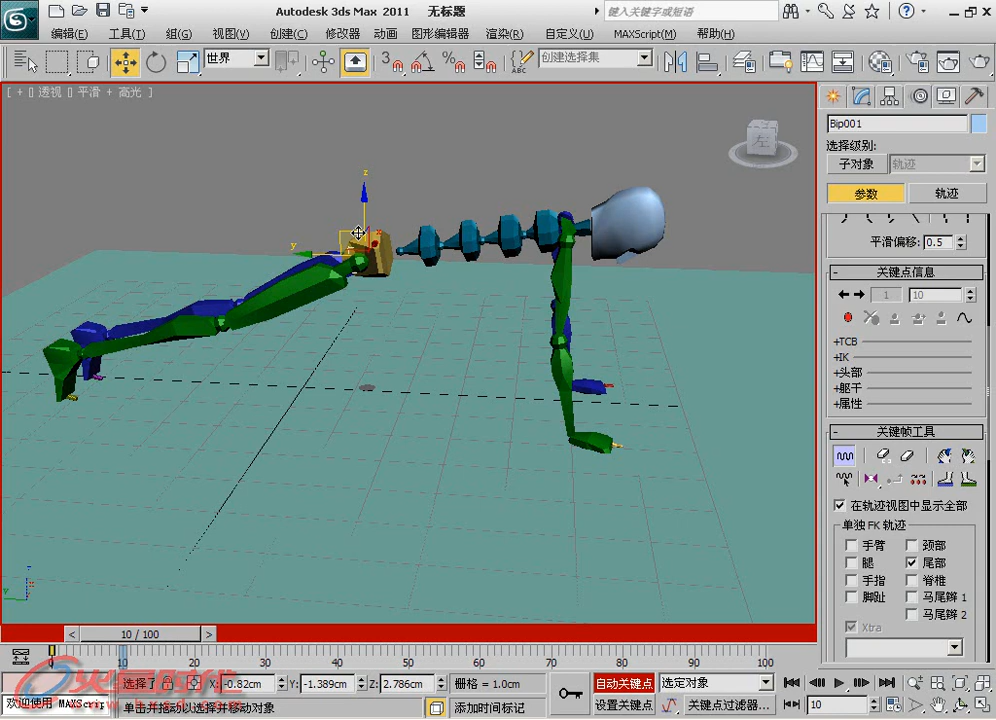 Autodesk 3ds Max 2011 无标题
键入关键字或短语
编辑(E) 工具(T) 组(G) 视图(V) 创建(C) 修改器 动画 图形编辑器 渲染(R) 自定义(U) MAXScript(M) 帮助(H)
世界
3
创建选择集
ABC
[ + [] 透视 [] 平滑 + 高光 ]
左
z
y
Bip001
选择级别:
子对象 轨迹
参数 轨迹
平滑偏移: 0.5
- 关键点信息
1 10
+TCB
+IK
+头部
+躯干
+属性
- 关键帧工具
在轨迹视图中显示全部
单独 FK 轨迹
手臂 颈部
腿 尾部
手指 脊椎
脚趾 马尾辫 1
马尾辫 2
Xtra
< 10 / 100 >
0 10 20 30 40 50 60 70 80 90 100
火星时代
选择了 X: -0.82cm Y: -1.389cm Z: 2.786cm 栅格 = 1.0cm 自动关键点 选定对象
欢迎使用 MAXScrip 单击并拖动以选择并移动对象 添加时间标记 设置关键点 关键点过滤器... 10